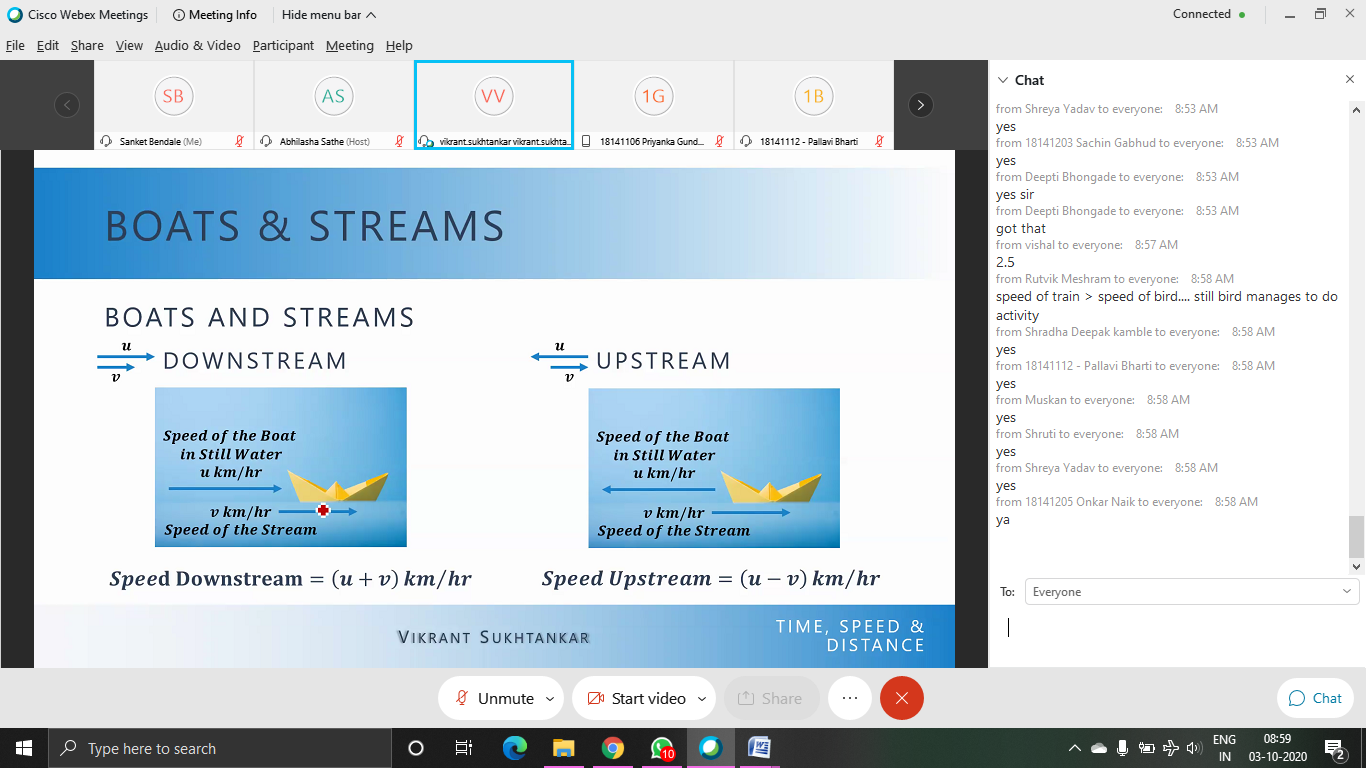 Cisco Webex Meetings
Meeting Info
Hide menu bar
Connected
File Edit Share View Audio & Video Participant Meeting Help
SB
AS
VV
1G
1B
Sanket Bendale (Me)
Abhilasha Sathe (Host)
vikrant.sukhtankar vikrant.sukhta...
18141106 Priyanka Gund...
18141112 - Pallavi Bharti
BOATS & STREAMS
BOATS AND STREAMS
u
v
DOWNSTREAM
Speed of the Boat
in Still Water
u km/hr
v km/hr
Speed of the Stream
Speed Downstream = (u + v) km/hr
u
v
UPSTREAM
Speed of the Boat
in Still Water
u km/hr
v km/hr
Speed of the Stream
Speed Upstream = (u − v) km/hr
VIKRANT SUKHTANKAR
TIME, SPEED &
DISTANCE
Chat
from Shreya Yadav to everyone: 8:53 AM
yes
from 18141203 Sachin Gabhud to everyone: 8:53 AM
yes
from Deepti Bhongade to everyone: 8:53 AM
yes sir
from Deepti Bhongade to everyone: 8:53 AM
got that
from vishal to everyone: 8:57 AM
2.5
from Rutvik Meshram to everyone: 8:58 AM
speed of train > speed of bird.... still bird manages to do
activity
from Shradha Deepak kamble to everyone: 8:58 AM
yes
from 18141112 - Pallavi Bharti to everyone: 8:58 AM
yes
from Muskan to everyone: 8:58 AM
yes
from Shruti to everyone: 8:58 AM
yes
from Shreya Yadav to everyone: 8:58 AM
yes
from 18141205 Onkar Naik to everyone: 8:58 AM
ya
To: Everyone
Unmute
Start video
Share
Chat
Type here to search
10
W
ENG
IN
08:59
03-10-2020
2